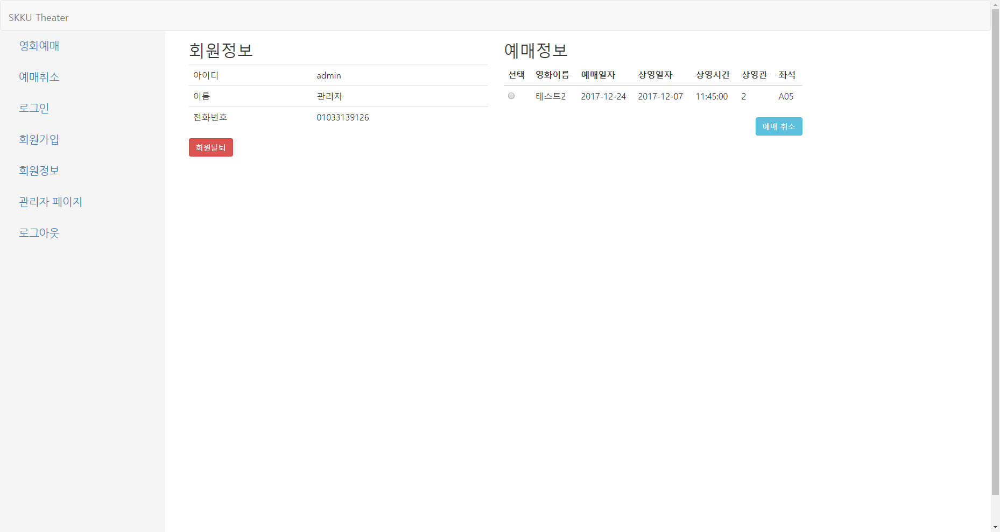 SKKU Theater
영화예매
예매취소
로그인
회원가입
회원정보
관리자 페이지
로그아웃
회원정보
아이디 admin
이름 관리자
전화번호 01033139126
회원탈퇴
예매정보
선택 영화이름 예매일자 상영일자 상영시간 상영관 좌석
테스트2 2017-12-24 2017-12-07 11:45:00 2 A05
예매 취소